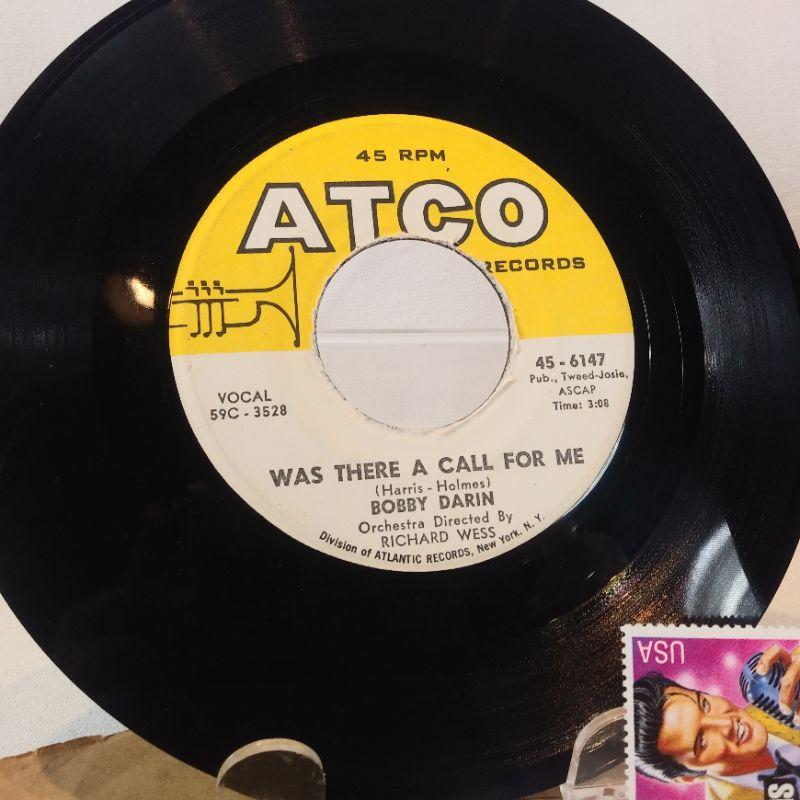 45 RPM
ATCO
RECORDS
45-6147
Pub., Tweed-Josie,
ASCAP
Time: 3:08
VOCAL
59C-3528
WAS THERE A CALL FOR ME
(Harris-Holmes)
BOBBY DARIN
Orchestra Directed By
RICHARD WESS
Division of ATLANTIC RECORDS, New York, N. Y.
USA